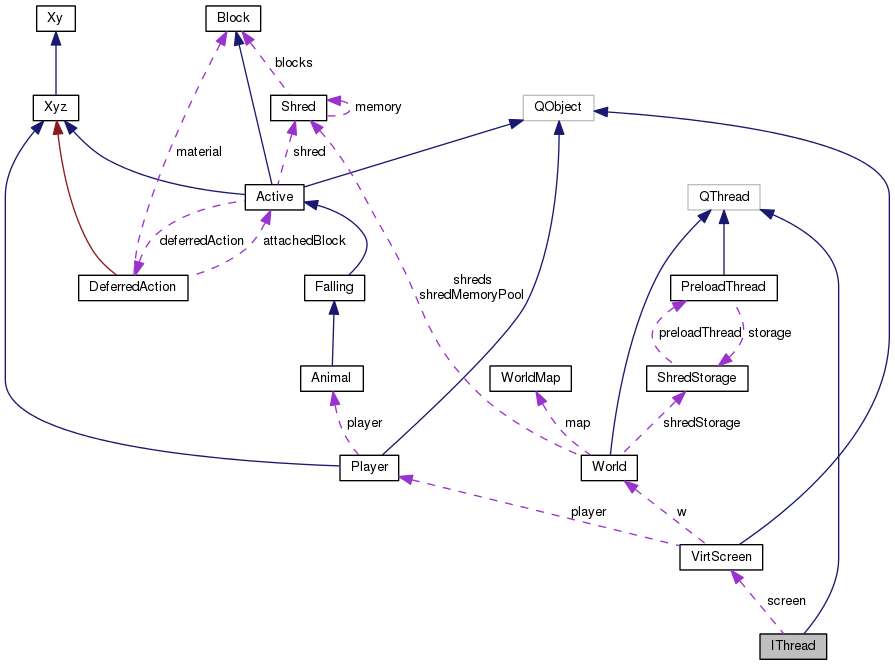 Xy
Block
blocks
Xyz
Shred
memory
QObject
material
shred
Active
QThread
deferredAction
attachedBlock
DeferredAction
Falling
shreds
shredMemoryPool
PreloadThread
preloadThread
storage
Animal
WorldMap
ShredStorage
player
map
shredStorage
Player
World
player
w
VirtScreen
screen
IThread